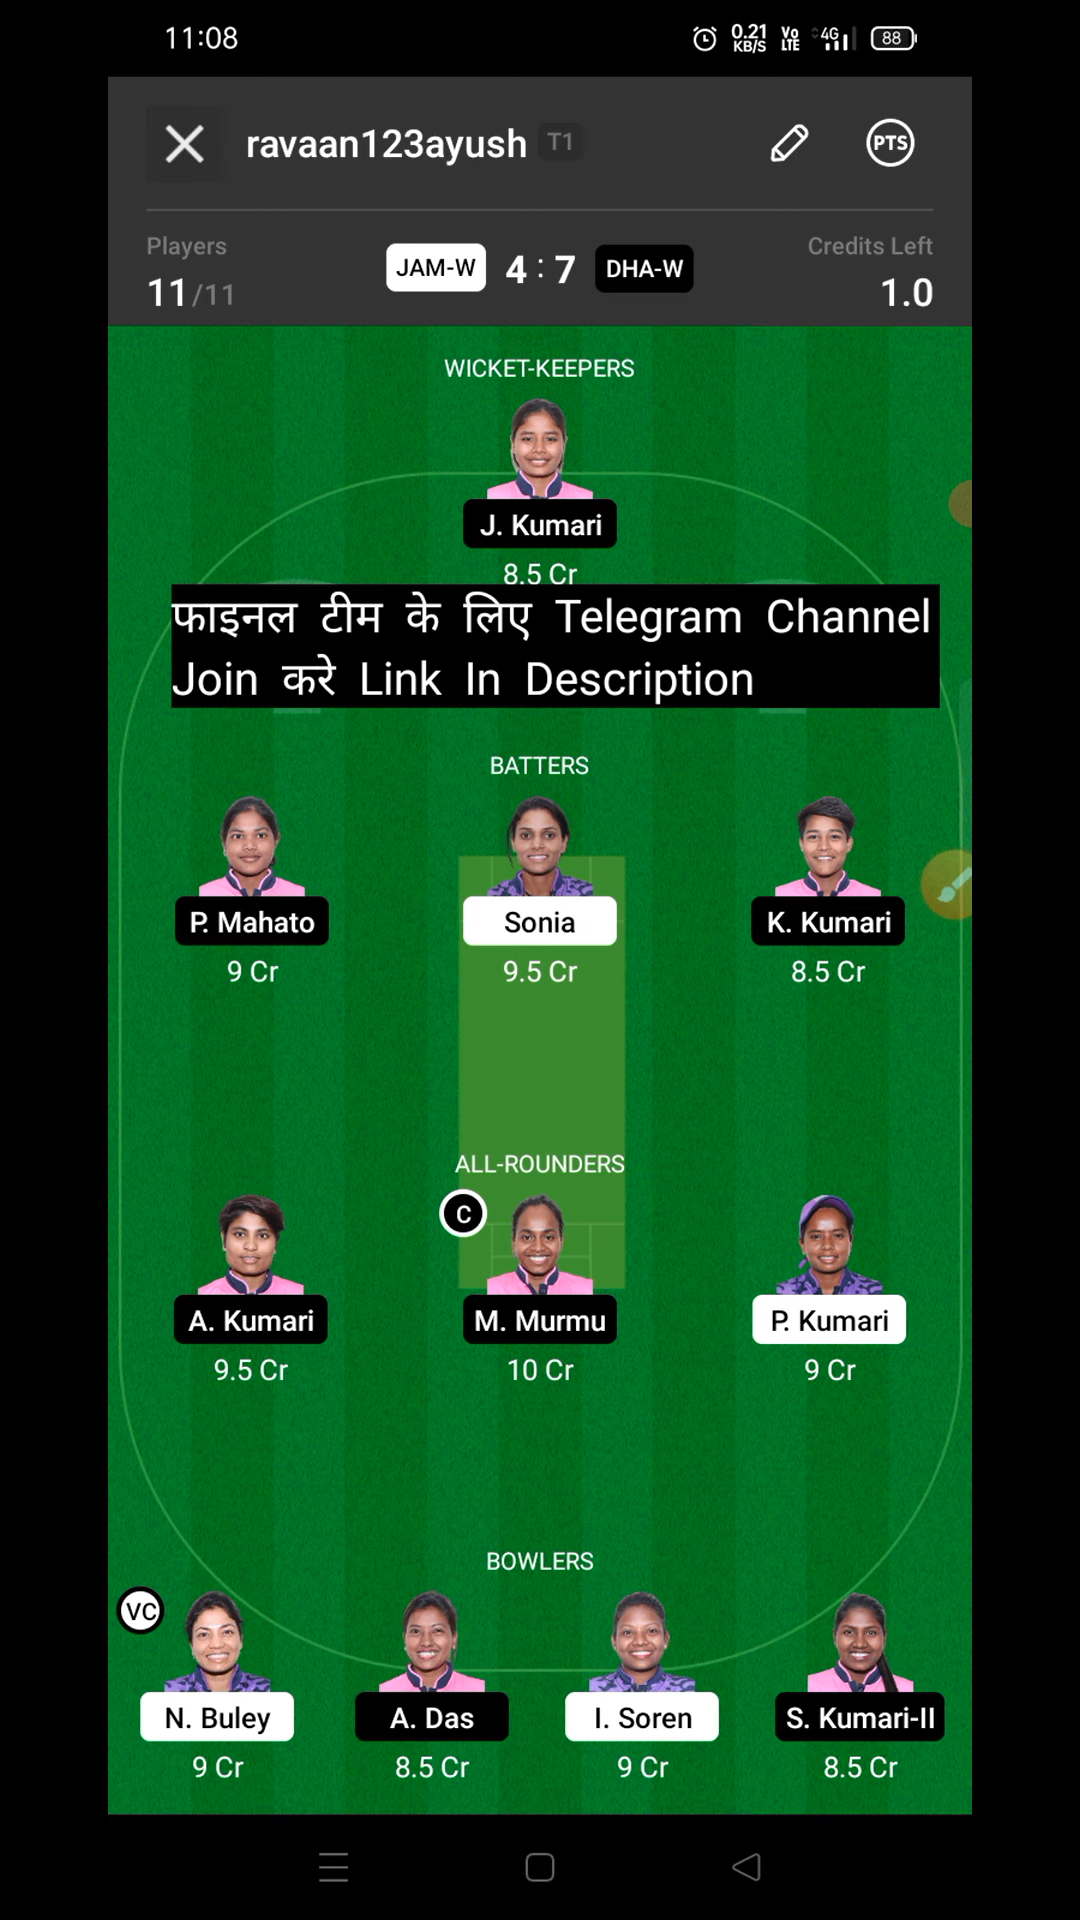 11:08
0.21 KB/S
Vo LTE
4G
88
ravaan123ayush T1
PTS
Players
11/11
JAM-W 4 : 7 DHA-W
Credits Left
1.0
WICKET-KEEPERS
J. Kumari
8.5 Cr
फाइनल टीम के लिए Telegram Channel
Join करे Link In Description
BATTERS
P. Mahato
9 Cr
Sonia
9.5 Cr
K. Kumari
8.5 Cr
ALL-ROUNDERS
A. Kumari
9.5 Cr
C
M. Murmu
10 Cr
P. Kumari
9 Cr
BOWLERS
VC
N. Buley
9 Cr
A. Das
8.5 Cr
I. Soren
9 Cr
S. Kumari-II
8.5 Cr